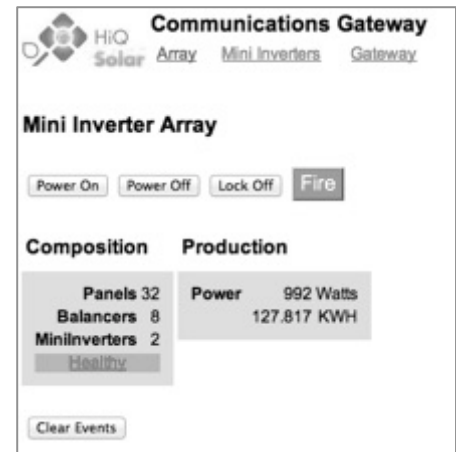 Communications Gateway
HiQ
Solar
Array Mini Inverters Gateway
Mini Inverter Array
Power On Power Off Lock Off Fire
Composition Production
Panels 32 Power 992 Watts
Balancers 8 127.817 KWH
MiniInverters 2
Healthy
Clear Events